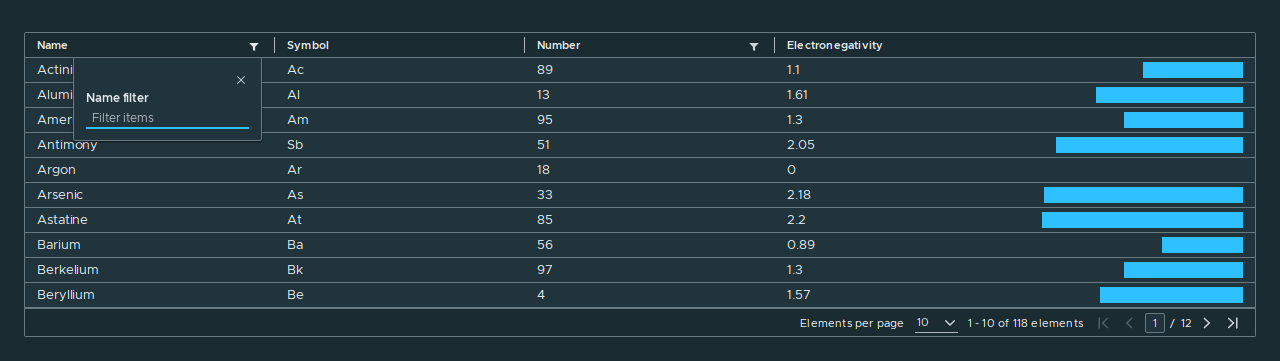 Name Symbol Number Electronegativity
Actini Ac 89 1.1
Alumi Al 13 1.61
Amer Am 95 1.3
Name filter
Filter items
Antimony Sb 51 2.05
Argon Ar 18 0
Arsenic As 33 2.18
Astatine At 85 2.2
Barium Ba 56 0.89
Berkelium Bk 97 1.3
Beryllium Be 4 1.57
Elements per page 10 1 - 10 of 118 elements 1 / 12